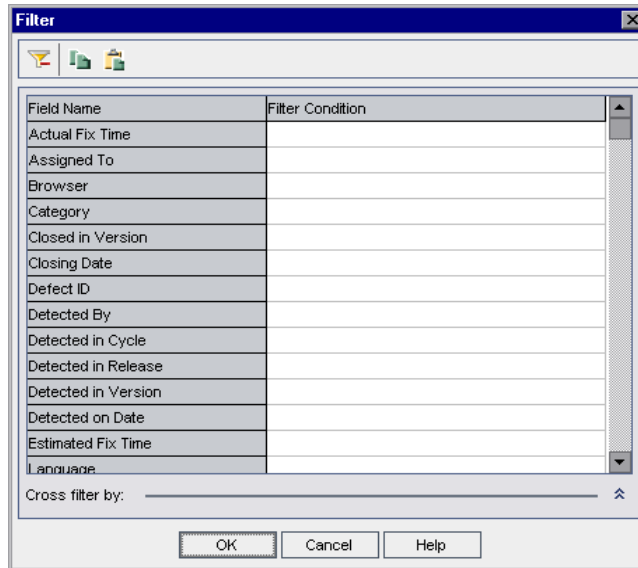 Filter
Field Name Filter Condition
Actual Fix Time
Assigned To
Browser
Category
Closed in Version
Closing Date
Defect ID
Detected By
Detected in Cycle
Detected in Release
Detected in Version
Detected on Date
Estimated Fix Time
Language
Cross filter by:
OK Cancel Help